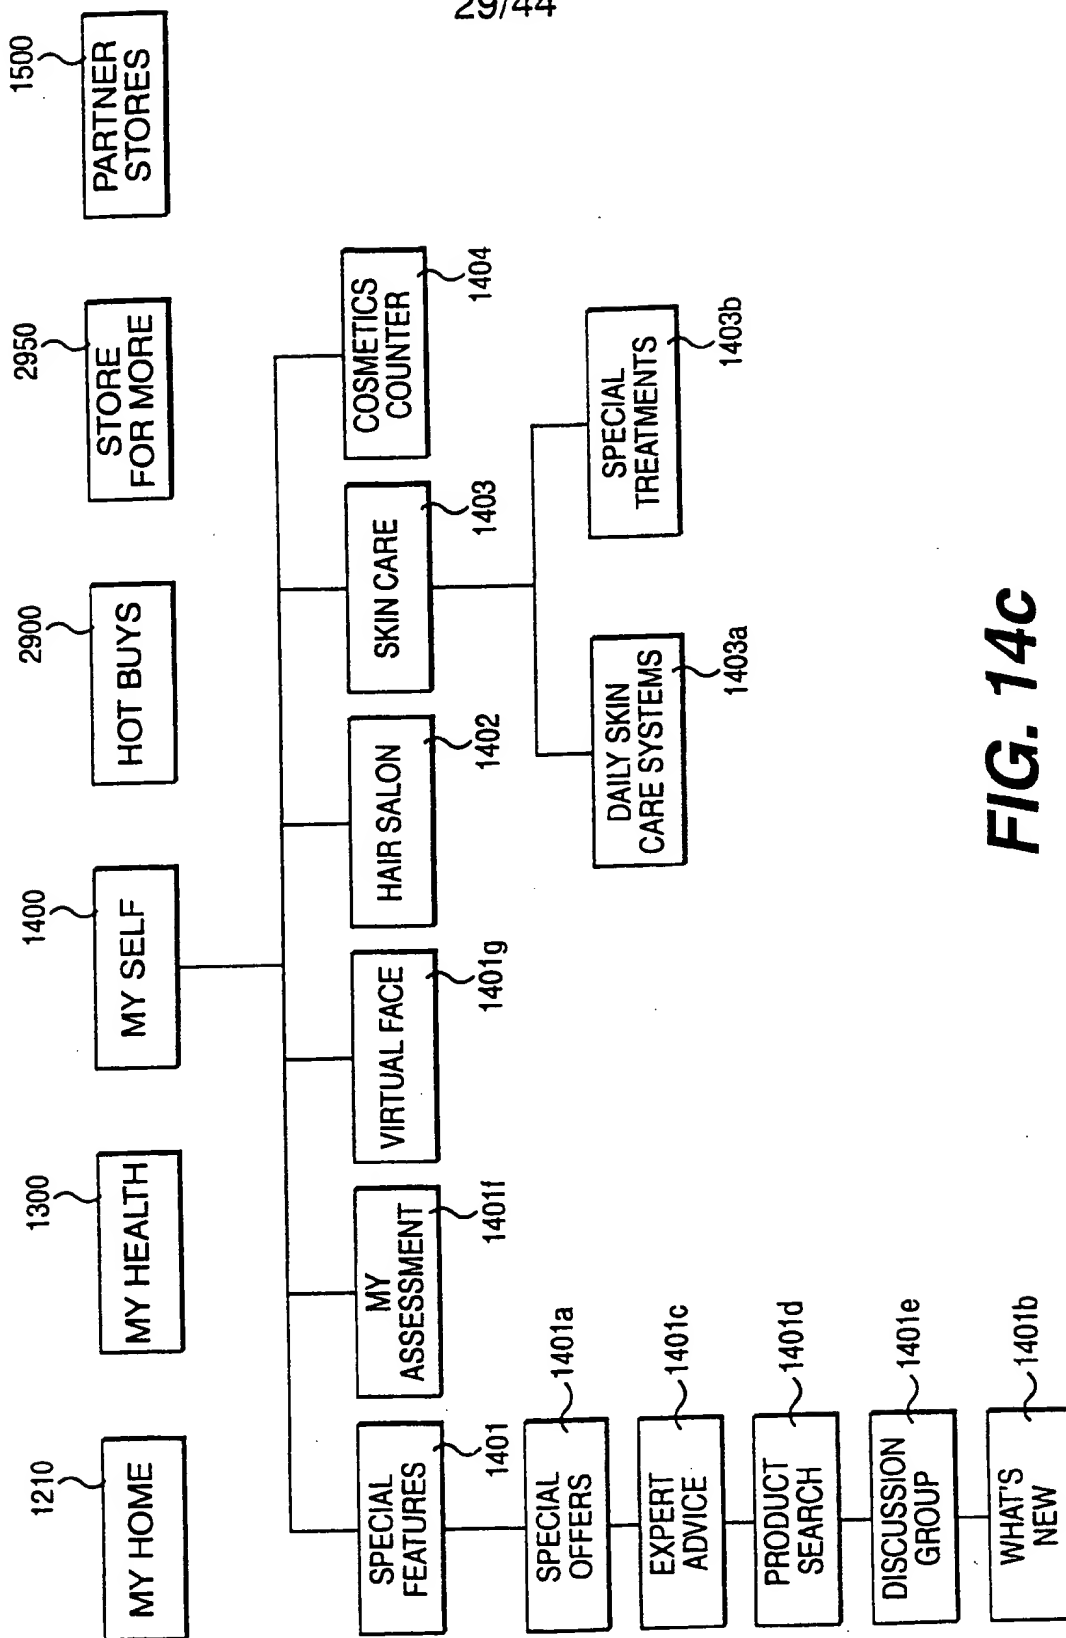 29/44
1210
MY HOME
1300
MY HEALTH
1400
MY SELF
2900
HOT BUYS
2950
STORE
FOR MORE
1500
PARTNER
STORES
SPECIAL
FEATURES
1401
MY
ASSESSMENT
1401f
VIRTUAL FACE
1401g
HAIR SALON
1402
SKIN CARE
1403
COSMETICS
COUNTER
1404
SPECIAL
OFFERS
1401a
EXPERT
ADVICE
1401c
PRODUCT
SEARCH
1401d
DISCUSSION
GROUP
1401e
WHAT'S
NEW
1401b
DAILY SKIN
CARE SYSTEMS
1403a
SPECIAL
TREATMENTS
1403b
FIG. 14c